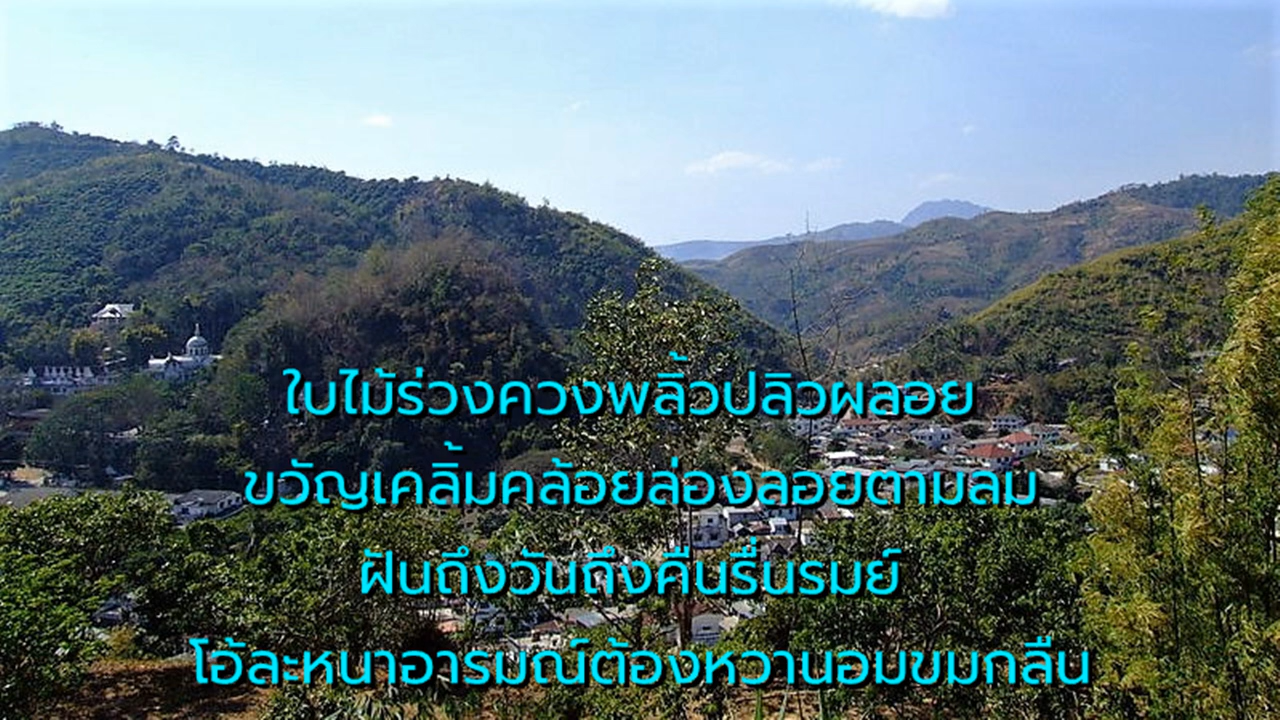 ใบไม้ร่วงควงพลิ้วปลิวผลอย
ขวัญเคลิ้มคล้อยล่องลอยตามลม
ฝันถึงวันถึงคืนรื่นรมย์
โอ้ละหนาอารมณ์ต้องหวานอมขมกลืน